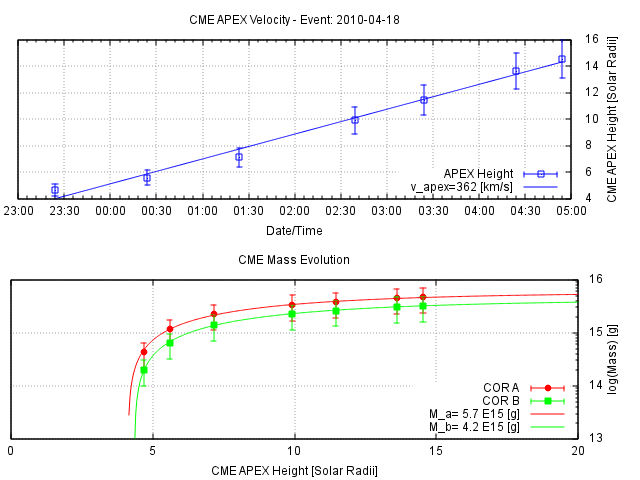 CME APEX Velocity - Event: 2010-04-18
16
14
12
10
8
6
4
CME APEX Height [Solar Radii]
APEX Height
v_apex=362 [km/s]
23:00 23:30 00:00 00:30 01:00 01:30 02:00 02:30 03:00 03:30 04:00 04:30 05:00
Date/Time
CME Mass Evolution
16
15
14
13
log(Mass) [g]
COR A
COR B
M_a= 5.7 E15 [g]
M_b= 4.2 E15 [g]
0 5 10 15 20
CME APEX Height [Solar Radii]